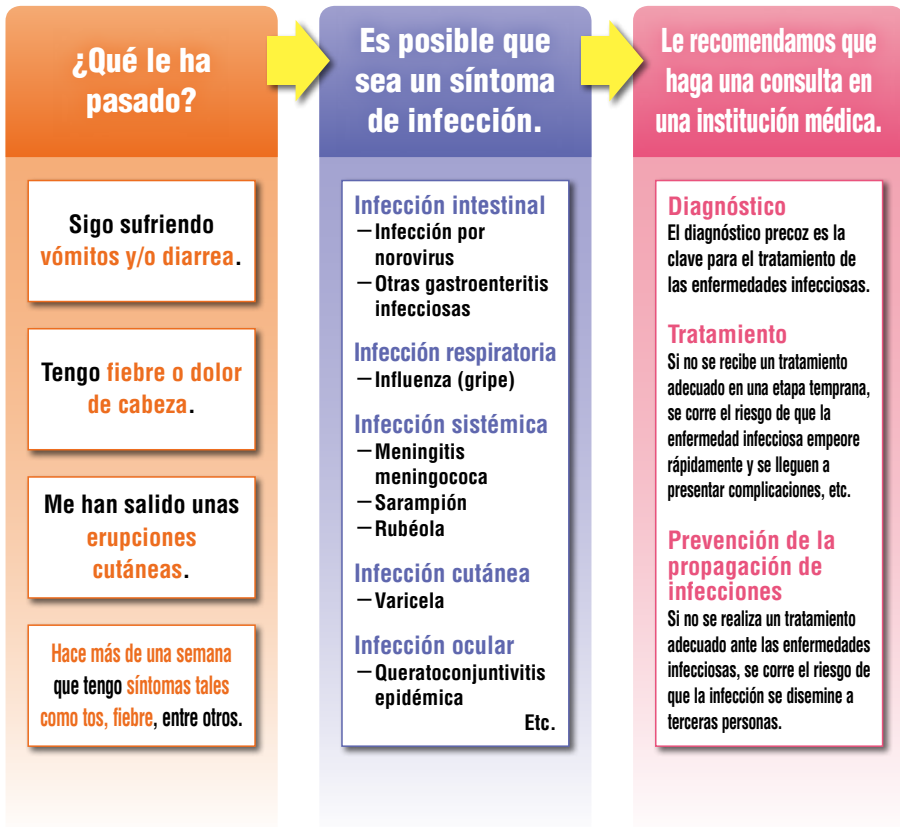 ¿Qué le ha
pasado?
Sigo sufriendo
vómitos y/o diarrea.
Tengo fiebre o dolor
de cabeza.
Me han salido unas
erupciones
cutáneas.
Hace más de una semana
que tengo síntomas tales
como tos, fiebre, entre otros.
Es posible que
sea un síntoma
de infección.
Infección intestinal
—Infección por
norovirus
—Otras gastroenteritis
infecciosas
Infección respiratoria
—Influenza (gripe)
Infección sistémica
—Meningitis
meningococa
—Sarampión
—Rubéola
Infección cutánea
—Varicela
Infección ocular
—Queratoconjuntivitis
epidémica
Etc.
Le recomendamos que
haga una consulta en
una institución médica.
Diagnóstico
El diagnóstico precoz es la
clave para el tratamiento de
las enfermedades infecciosas.
Tratamiento
Si no se recibe un tratamiento
adecuado en una etapa temprana,
se corre el riesgo de que la
enfermedad infecciosa empeore
rápidamente y se lleguen a
presentar complicaciones, etc.
Prevención de la
propagación de
infecciones
Si no se realiza un tratamiento
adecuado ante las enfermedades
infecciosas, se corre el riesgo de
que la infección se disemine a
terceras personas.